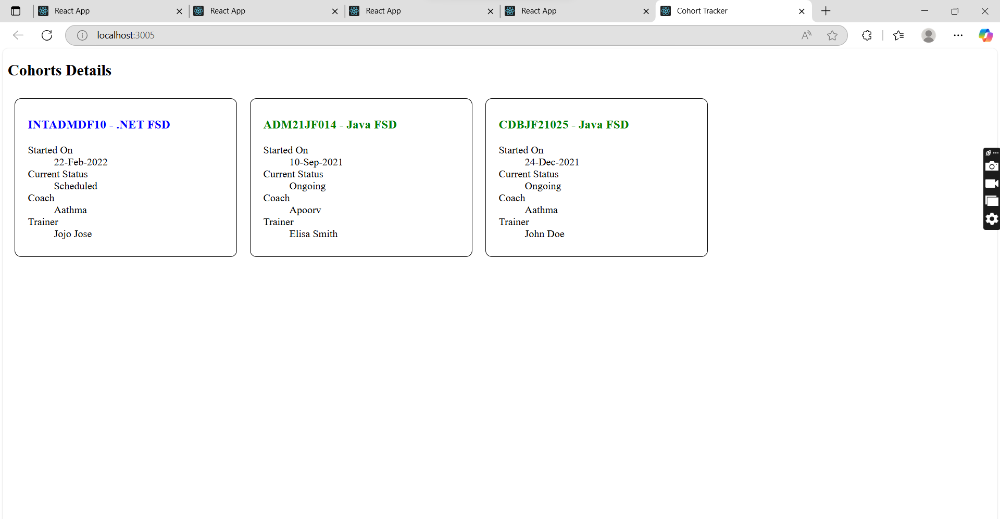 React App
React App
React App
React App
Cohort Tracker
localhost:3005
Cohorts Details
INTADMDF10 - .NET FSD
Started On
22-Feb-2022
Current Status
Scheduled
Coach
Aathma
Trainer
Jojo Jose
ADM21JF014 - Java FSD
Started On
10-Sep-2021
Current Status
Ongoing
Coach
Apoorv
Trainer
Elisa Smith
CDBJF21025 - Java FSD
Started On
24-Dec-2021
Current Status
Ongoing
Coach
Aathma
Trainer
John Doe